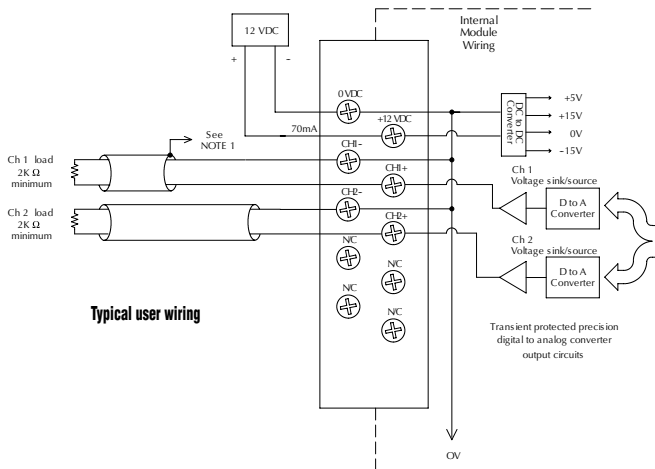 Internal
Module
Wiring
12 VDC
+
-
0VDC
+12 VDC
70mA
DC to DC
Converter
+5V
+15V
0V
-15V
See
NOTE 1
CH1-
CH1+
Ch 1 load
2K Ω
minimum
Ch 1
Voltage sink/source
D to A
Converter
CH2-
CH2+
Ch 2 load
2K Ω
minimum
Ch 2
Voltage sink/source
D to A
Converter
N/C
N/C
N/C
N/C
Typical user wiring
Transient protected precision
digital to analog converter
output circuits
OV